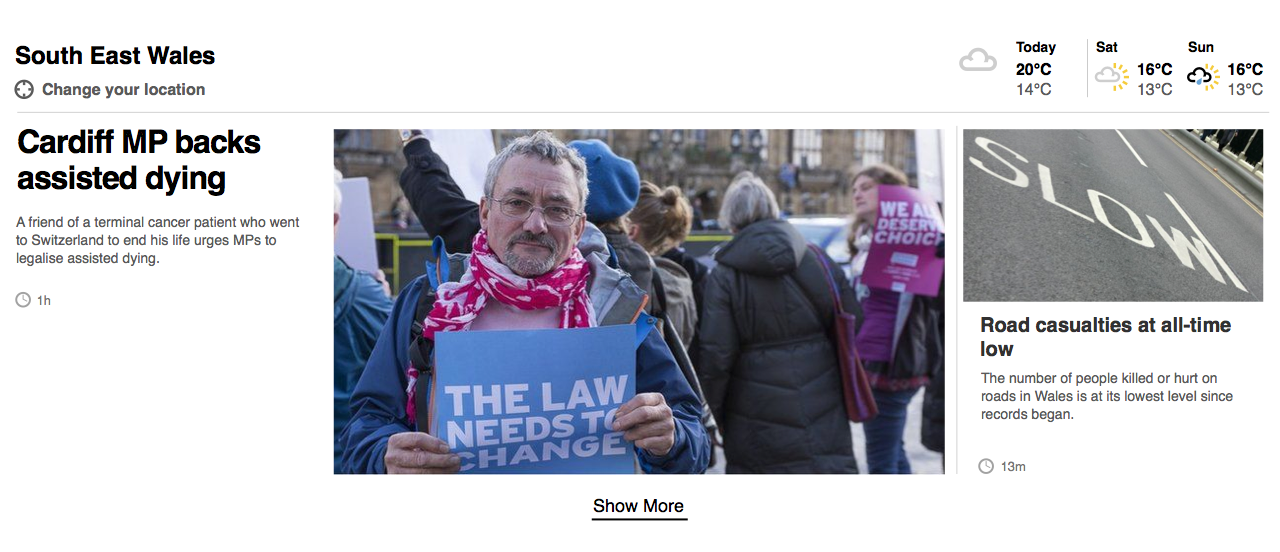 South East Wales
Change your location
Today
20°C
14°C
Sat
16°C
13°C
Sun
16°C
13°C
Cardiff MP backs
assisted dying
A friend of a terminal cancer patient who went
to Switzerland to end his life urges MPs to
legalise assisted dying.
1h
THE LAW
NEEDS TO
CHANGE
WE ALL
DESERVE
CHOICE
SLOW
Road casualties at all-time
low
The number of people killed or hurt on
roads in Wales is at its lowest level since
records began.
13m
Show More